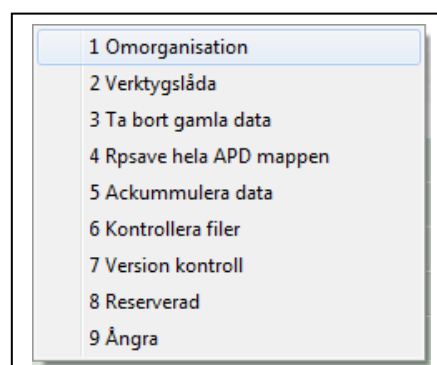 1 Omorganisation
2 Verktygslåda
3 Ta bort gamla data
4 Rpsave hela APD mappen
5 Ackummulera data
6 Kontrollera filer
7 Version kontroll
8 Reserverad
9 Ångra